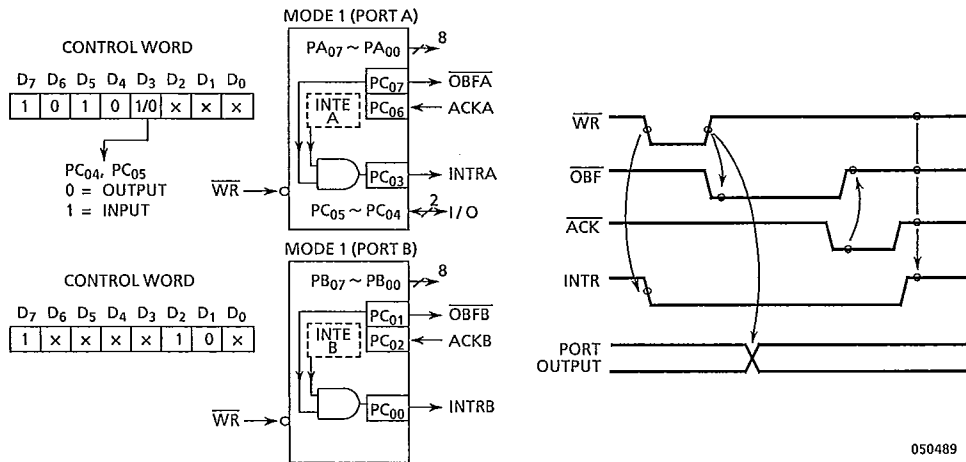 MODE 1 (PORT A)
CONTROL WORD
D7 D6 D5 D4 D3 D2 D1 D0
1 0 1 0 1/0 × × ×
PC04, PC05
0 = OUTPUT
1 = INPUT
PA07 ~ PA00
8
PC07
OBFA
PC06
ACKA
INTE
A
PC03
INTRA
WR
PC05 ~ PC04
2
I/O
MODE 1 (PORT B)
CONTROL WORD
D7 D6 D5 D4 D3 D2 D1 D0
1 × × × × 1 0 ×
PB07 ~ PB00
8
PC01
OBFB
PC02
ACKB
INTE
B
PC00
INTRB
WR
WR
OBF
ACK
INTR
PORT
OUTPUT
050489